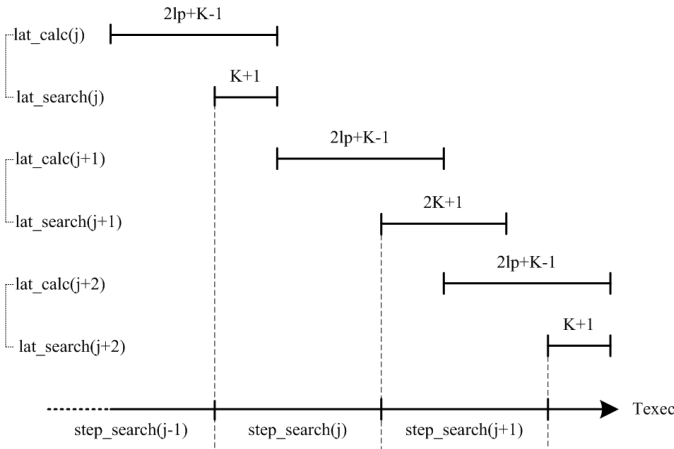 2lp+K-1
lat_calc(j)
K+1
lat_search(j)
2lp+K-1
lat_calc(j+1)
2K+1
lat_search(j+1)
2lp+K-1
lat_calc(j+2)
K+1
lat_search(j+2)
Texec
step_search(j-1) step_search(j) step_search(j+1)